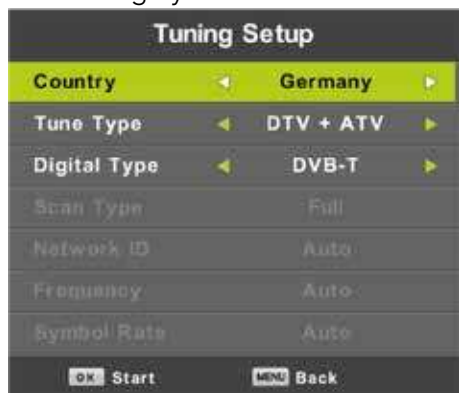 Tuning Setup
Country Germany
Tune Type DTV + ATV
Digital Type DVB-T
Scan Type Full
Network ID Auto
Frequency Auto
Symbol Rate Auto
OK Start MENU Back